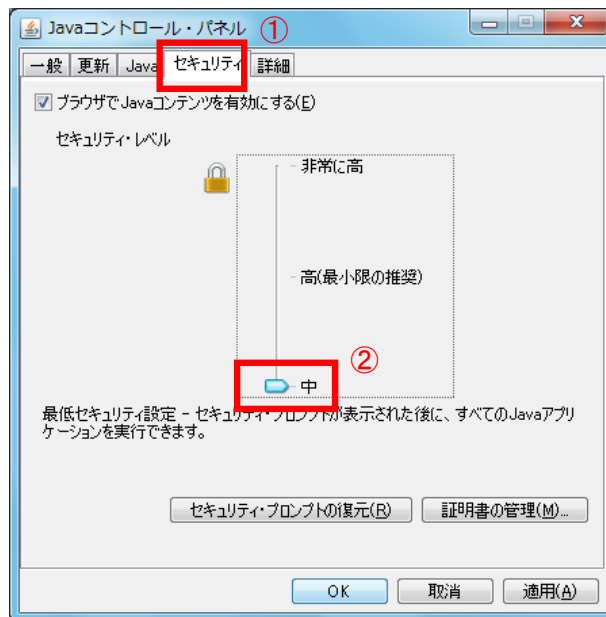 Javaコントロール・パネル ①
一般 更新 Java セキュリティ 詳細
ブラウザでJavaコンテンツを有効にする(E)
セキュリティ・レベル
非常に高
高(最小限の推奨)
②
中
最低セキュリティ設定 - セキュリティ・プロンプトが表示された後に、すべてのJavaアプリ
ケーションを実行できます。
セキュリティ・プロンプトの復元(R) 証明書の管理(M)...
OK 取消 適用(A)